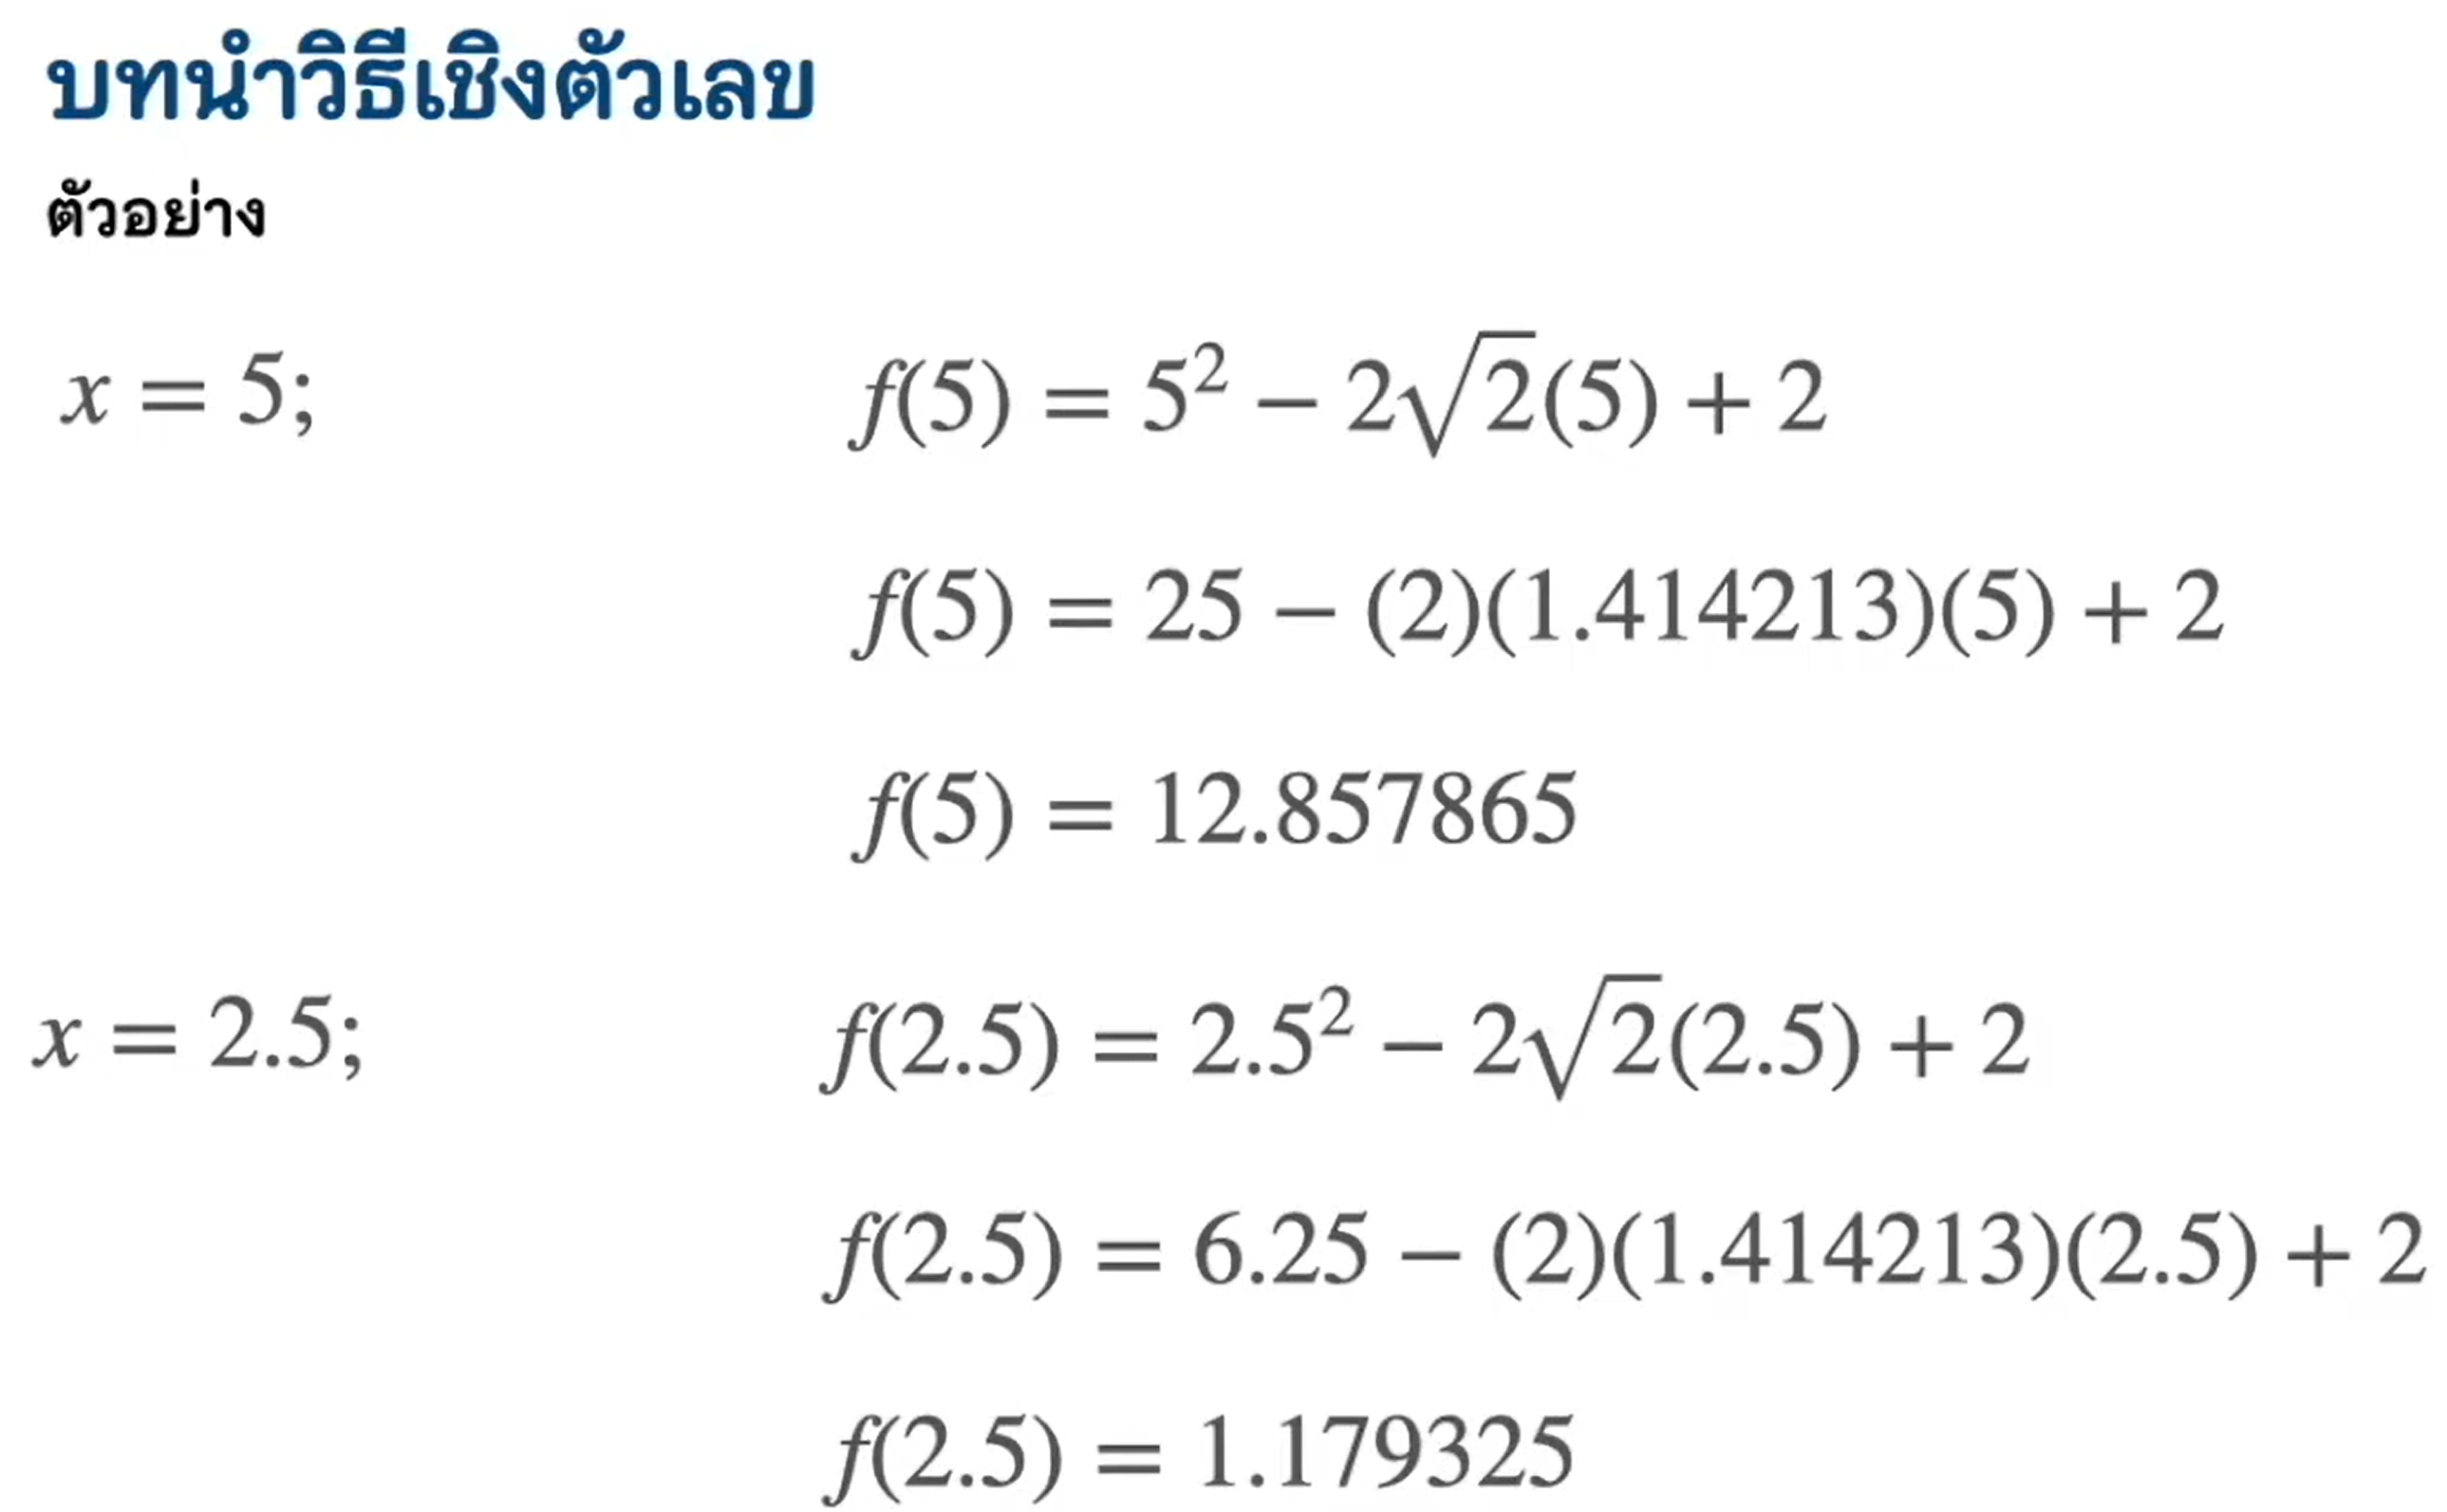 บทนำวิธีเชิงตัวเลข
ตัวอย่าง
x = 5; f(5) = 5² − 2√2(5) + 2
f(5) = 25 − (2)(1.414213)(5) + 2
f(5) = 12.857865
x = 2.5; f(2.5) = 2.5² − 2√2(2.5) + 2
f(2.5) = 6.25 − (2)(1.414213)(2.5) + 2
f(2.5) = 1.179325